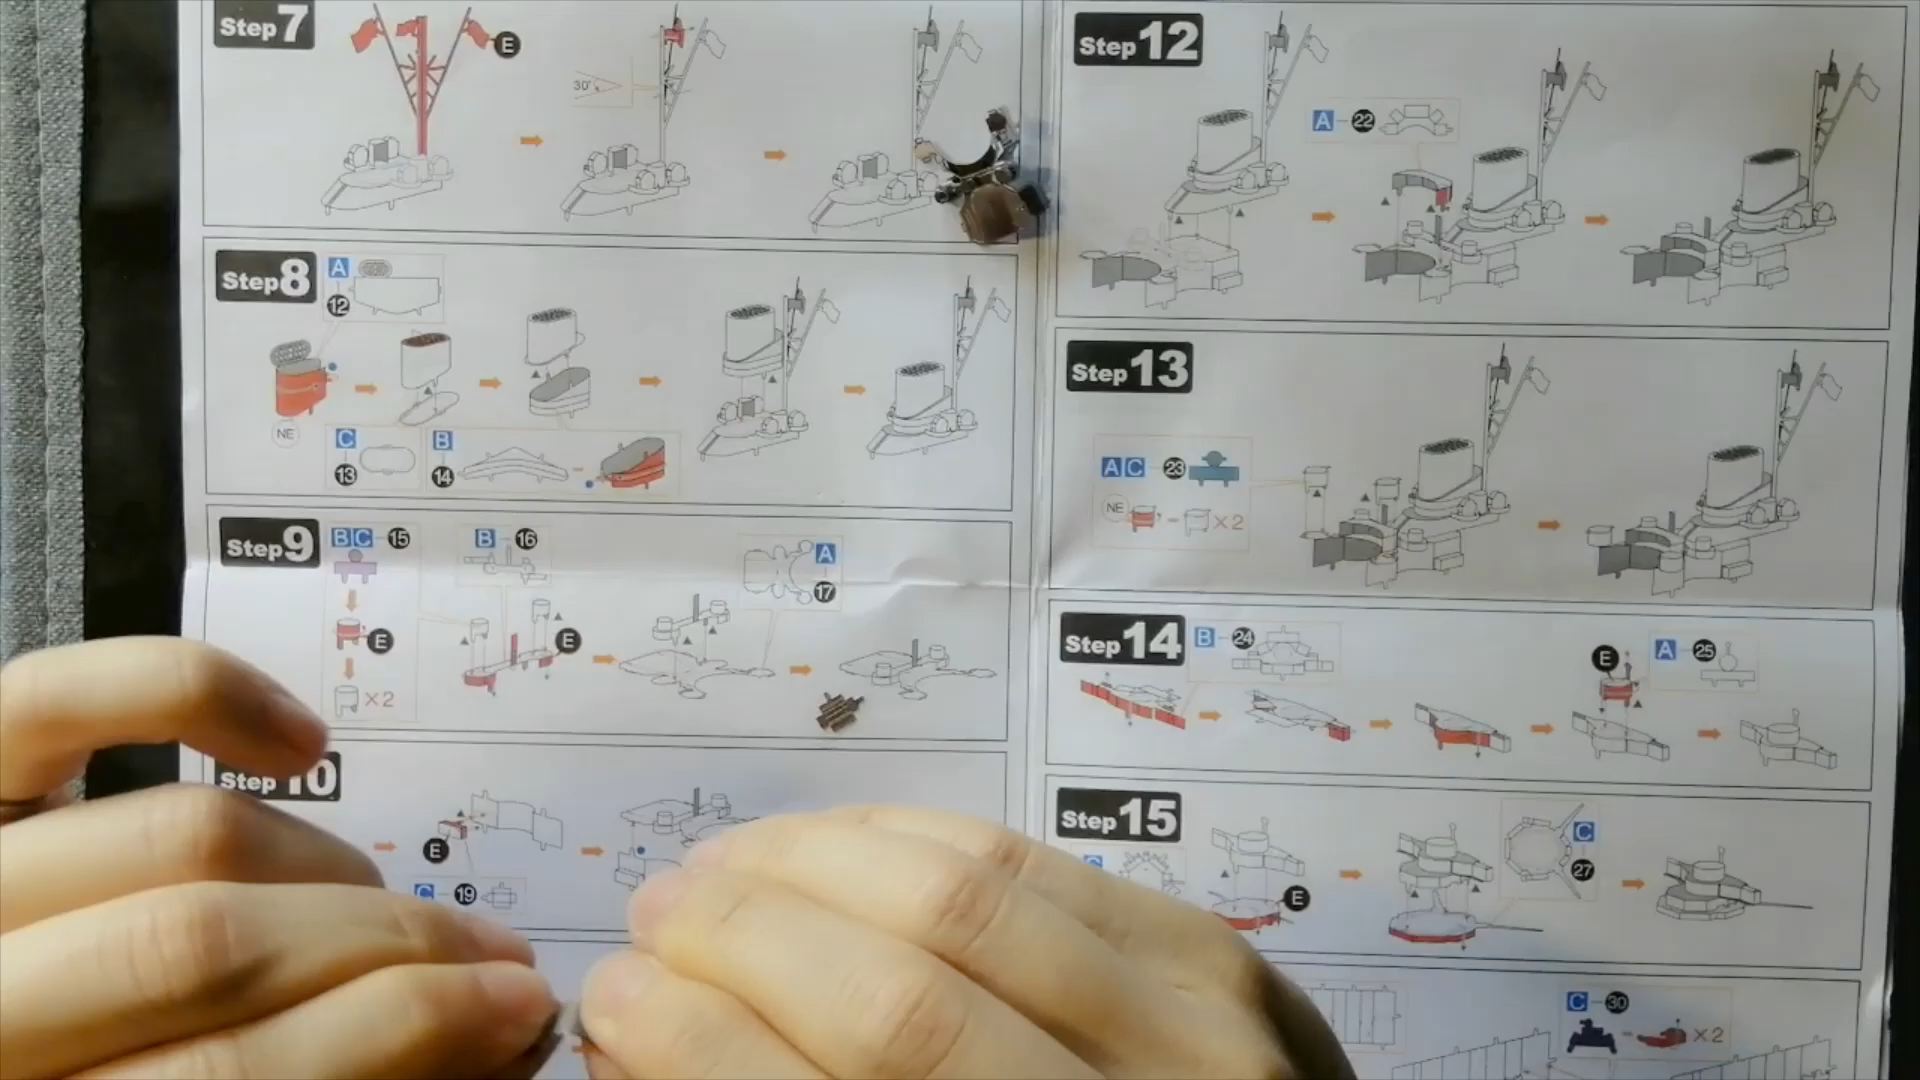 Step 7
E
30°
Step 8
A
12
NE
C
13
B
14
Step 9
B C 15
E
×2
B 16
E
A
17
Step 10
E
C 19
Step 12
A 22
Step 13
A C 23
NE
×2
Step 14
B 24
E
A 25
Step 15
C
E
C
27
C 30
×2